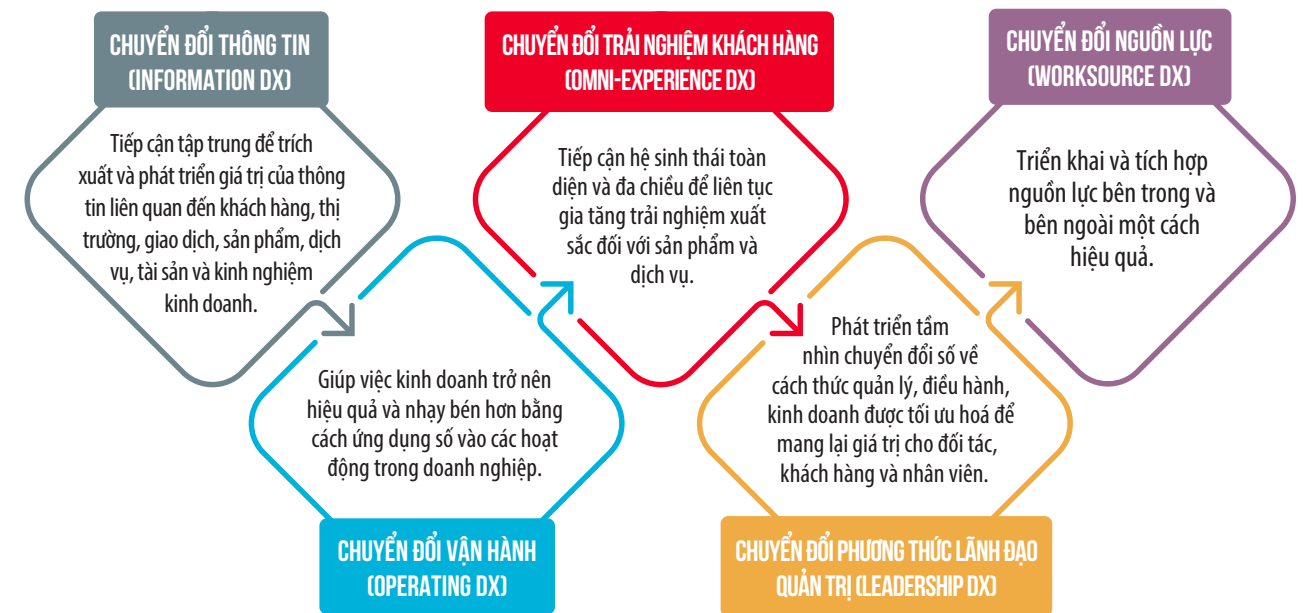 CHUYỂN ĐỔI THÔNG TIN
(INFORMATION DX)
Tiếp cận tập trung để trích
xuất và phát triển giá trị của thông
tin liên quan đến khách hàng, thị
trường, giao dịch, sản phẩm, dịch
vụ, tài sản và kinh nghiệm
kinh doanh.
Giúp việc kinh doanh trở nên
hiệu quả và nhạy bén hơn bằng
cách ứng dụng số vào các hoạt
động trong doanh nghiệp.
CHUYỂN ĐỔI VẬN HÀNH
(OPERATING DX)
CHUYỂN ĐỔI TRẢI NGHIỆM KHÁCH HÀNG
(OMNI-EXPERIENCE DX)
Tiếp cận hệ sinh thái toàn
diện và đa chiều để liên tục
gia tăng trải nghiệm xuất
sắc đối với sản phẩm và
dịch vụ.
Phát triển tầm
nhìn chuyển đổi số về
cách thức quản lý, điều hành,
kinh doanh được tối ưu hoá để
mang lại giá trị cho đối tác,
khách hàng và nhân viên.
CHUYỂN ĐỔI PHƯƠNG THỨC LÃNH ĐẠO
QUẢN TRỊ (LEADERSHIP DX)
CHUYỂN ĐỔI NGUỒN LỰC
(WORKSOURCE DX)
Triển khai và tích hợp
nguồn lực bên trong và
bên ngoài một cách
hiệu quả.